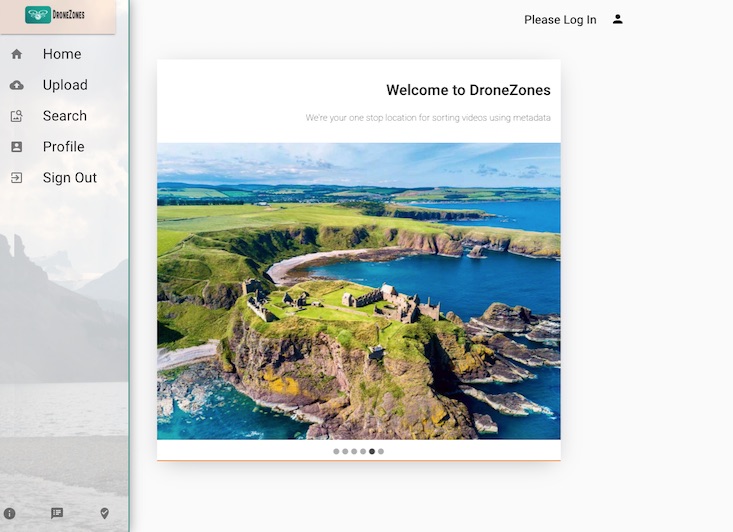 DroneZones
Please Log In
Home
Upload
Search
Profile
Sign Out
Welcome to DroneZones
We're your one stop location for sorting videos using metadata